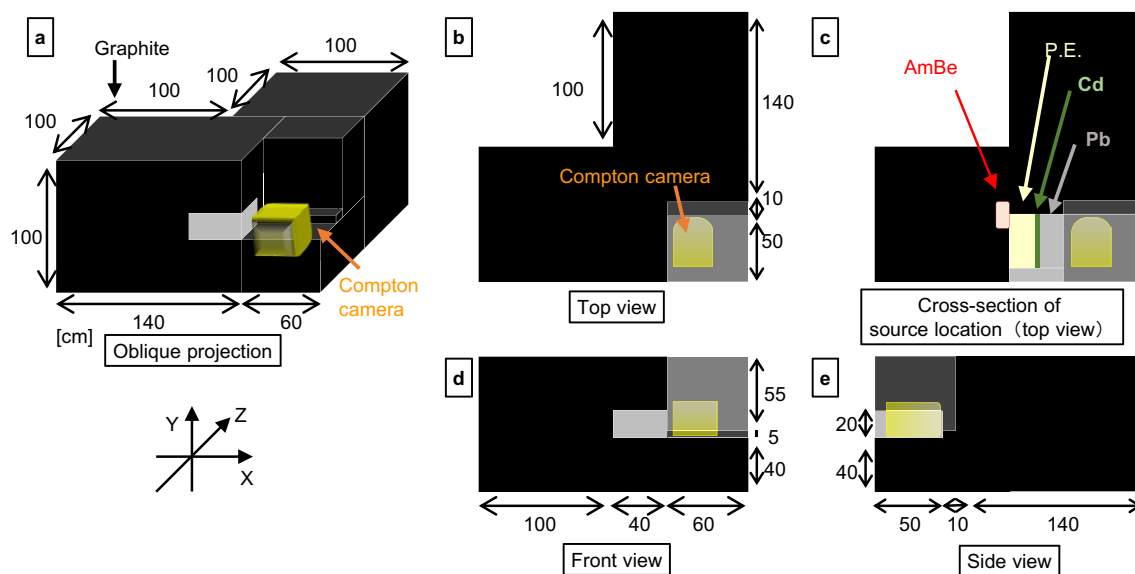 a
Graphite
100
100
100
100
100
140
60
[cm]
Compton
camera
Oblique projection
Y
Z
X
b
100
140
Compton camera
10
50
Top view
c
P.E.
AmBe
Cd
Pb
Cross-section of
source location（top view）
d
55
5
40
100
40
60
Front view
e
20
40
50
10
140
Side view